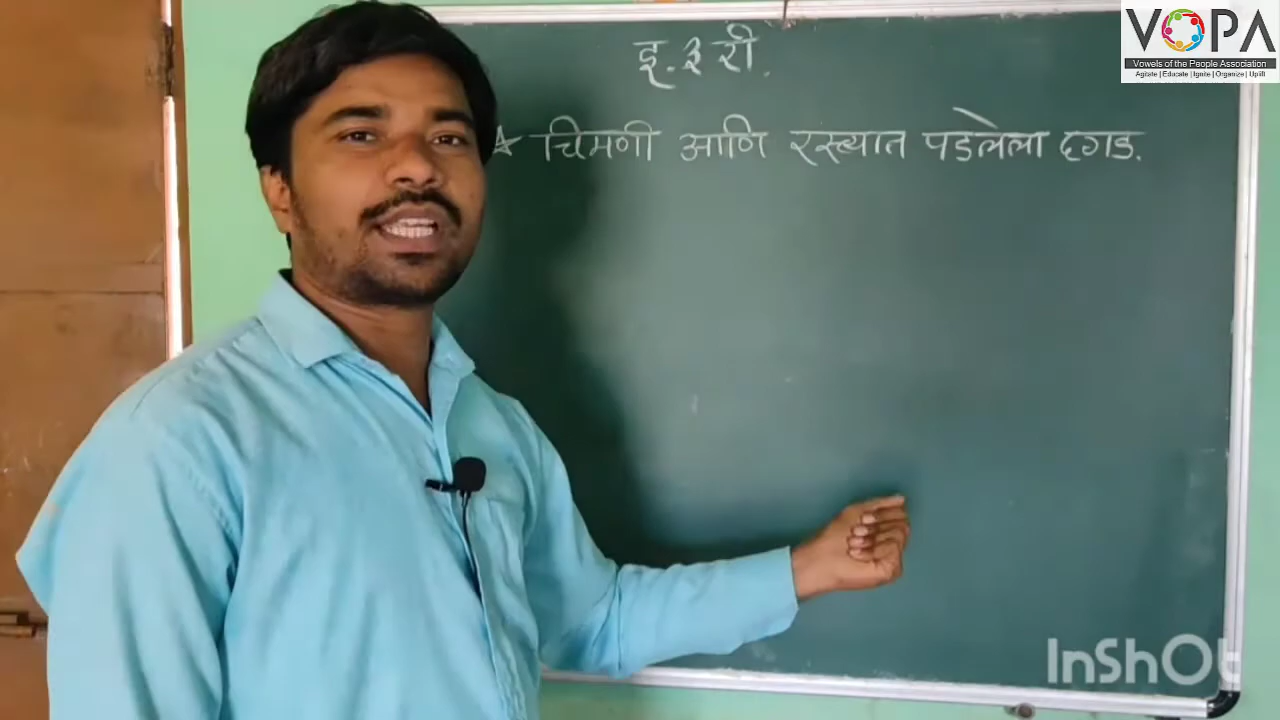 VOPA
Vowels of the People Association
Agitate | Educate | Ignite | Organize | Uplift
इ. ३ री.
* चिमणी आणि रस्त्यात पडलेला दगड.
InShOt